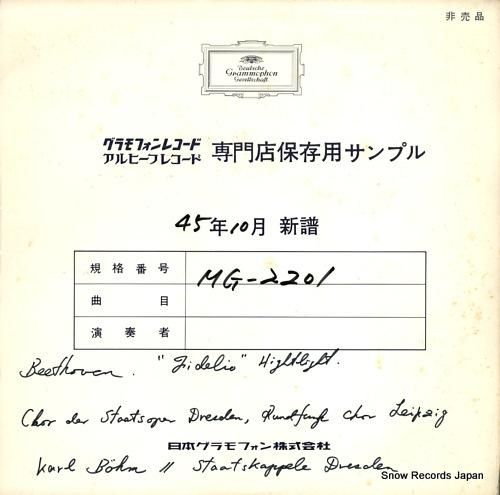 非売品
Deutsche
Grammophon
Gesellschaft
グラモフォンレコード
アルヒーフレコード 専門店保存用サンプル
45年10月 新譜
規格番号 MG-2201
曲目
演奏者
Beethoven. "Fidelio" Hightlight.
Chor der Staatsoper Dresden, Rundfunk chor Leipzig
日本グラモフォン株式会社
Karl Böhm // Staatskappele Dresden
Snow Records Japan